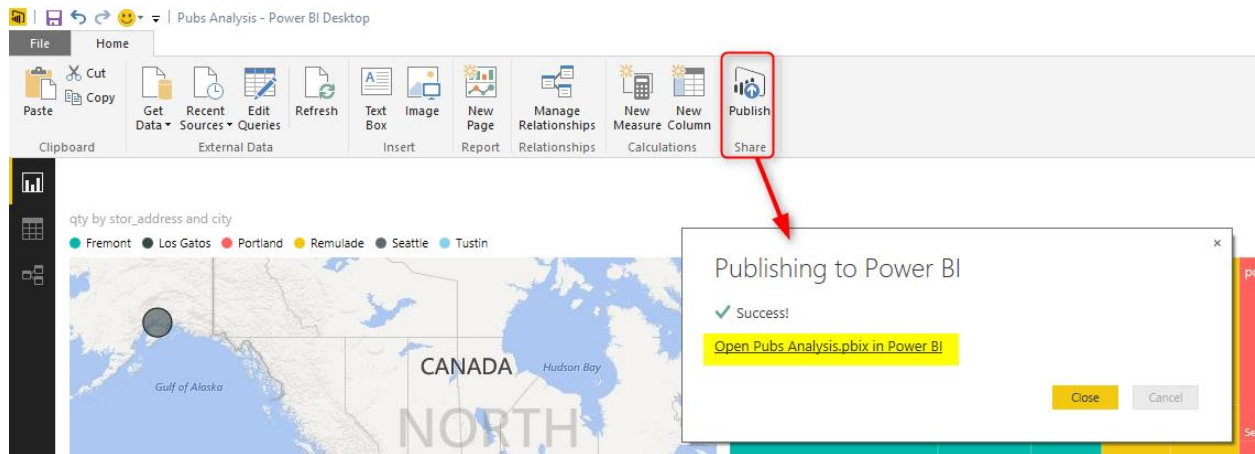 Pubs Analysis - Power BI Desktop
File Home
Paste
Cut
Copy
Get Data
Recent Sources
Edit Queries
Refresh
Text Box
Image
New Page
Manage Relationships
New Measure
New Column
Publish
Clipboard External Data Insert Report Relationships Calculations Share
qty by stor_address and city
Fremont Los Gatos Portland Remulade Seattle Tustin
Publishing to Power BI
Success!
Open Pubs Analysis.pbix in Power BI
Close Cancel
CANADA
Hudson Bay
Gulf of Alaska
NORTH